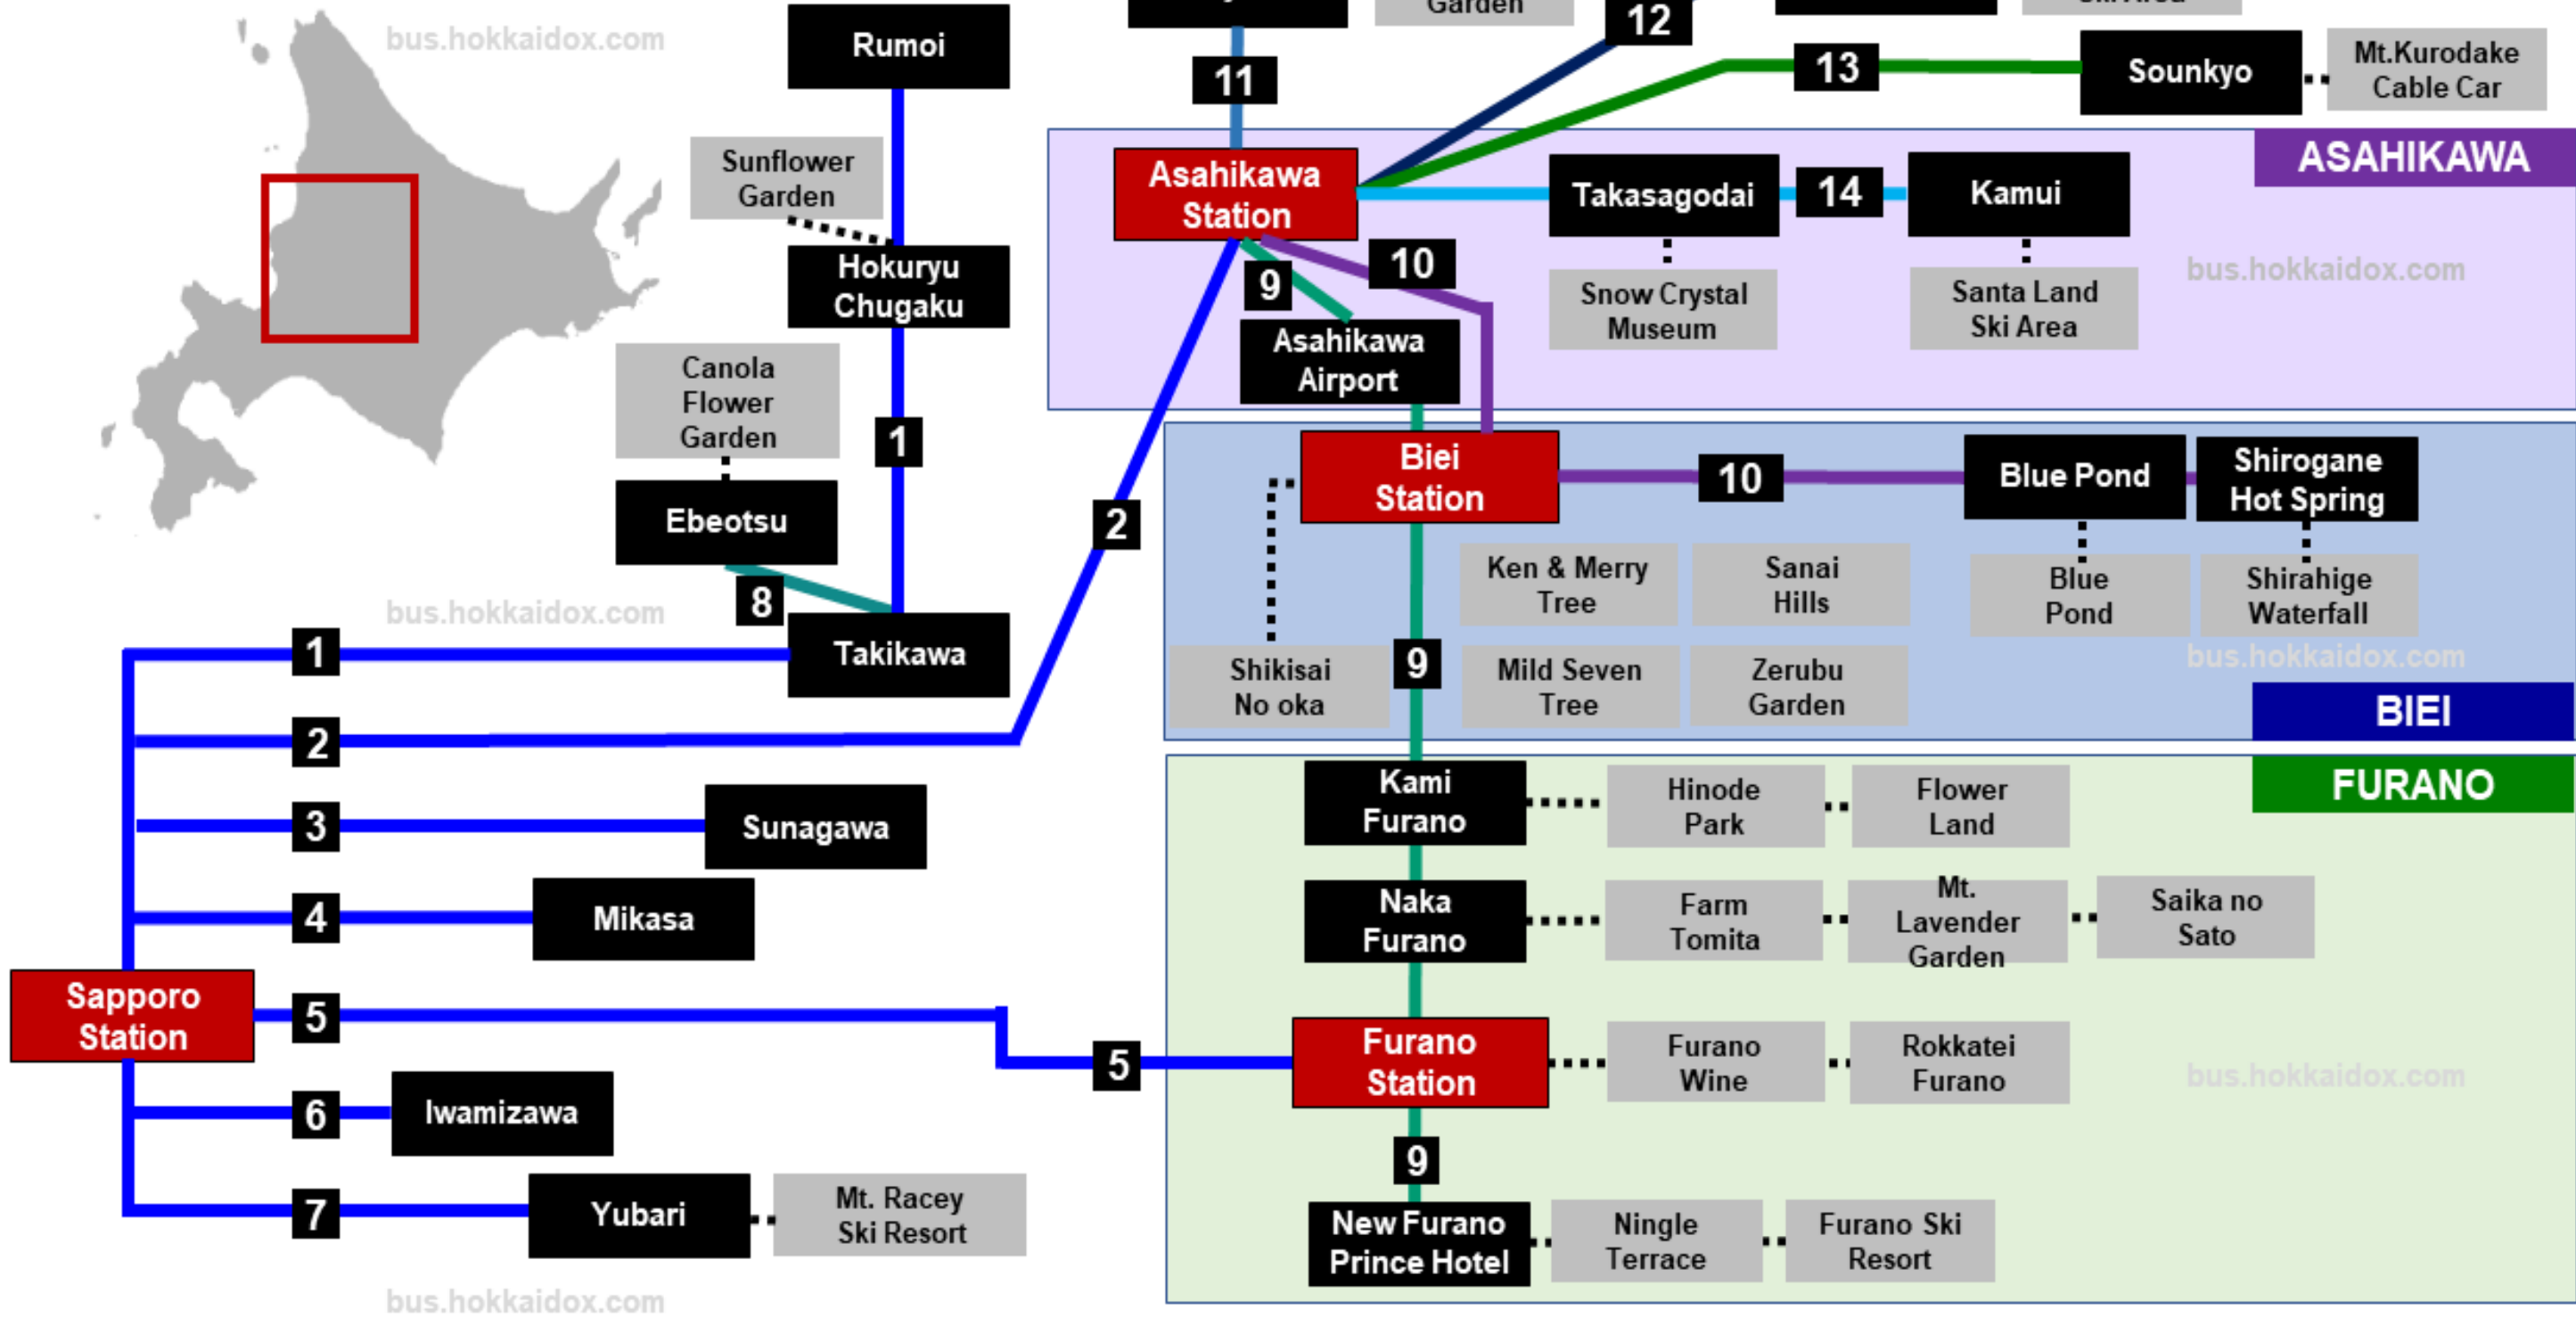 Garden
12
bus.hokkaidox.com
Rumoi
11
13
Sounkyo
Mt.Kurodake
Cable Car
ASAHIKAWA
Sunflower
Garden
Asahikawa
Station
Takasagodai
14
Kamui
Hokuryu
Chugaku
9
10
Snow Crystal
Museum
Santa Land
Ski Area
bus.hokkaidox.com
Asahikawa
Airport
Canola
Flower
Garden
1
Biei
Station
10
Blue Pond
Shirogane
Hot Spring
Ebeotsu
2
Ken & Merry
Tree
Sanai
Hills
Blue
Pond
Shirahige
Waterfall
8
bus.hokkaidox.com
1
Takikawa
Shikisai
No oka
9
Mild Seven
Tree
Zerubu
Garden
bus.hokkaidox.com
BIEI
2
3
Sunagawa
Kami
Furano
Hinode
Park
Flower
Land
FURANO
4
Mikasa
Naka
Furano
Farm
Tomita
Mt.
Lavender
Garden
Saika no
Sato
Sapporo
Station
5
5
Furano
Station
Furano
Wine
Rokkatei
Furano
bus.hokkaidox.com
6
Iwamizawa
9
7
Yubari
Mt. Racey
Ski Resort
New Furano
Prince Hotel
Ningle
Terrace
Furano Ski
Resort
bus.hokkaidox.com